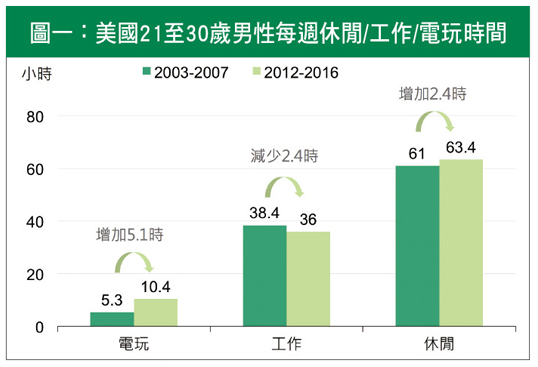 圖一：美國21至30歲男性每週休閒/工作/電玩時間
小時
2003-2007
2012-2016
80
60
40
20
0
增加5.1時
5.3
10.4
減少2.4時
38.4
36
增加2.4時
61
63.4
電玩
工作
休閒